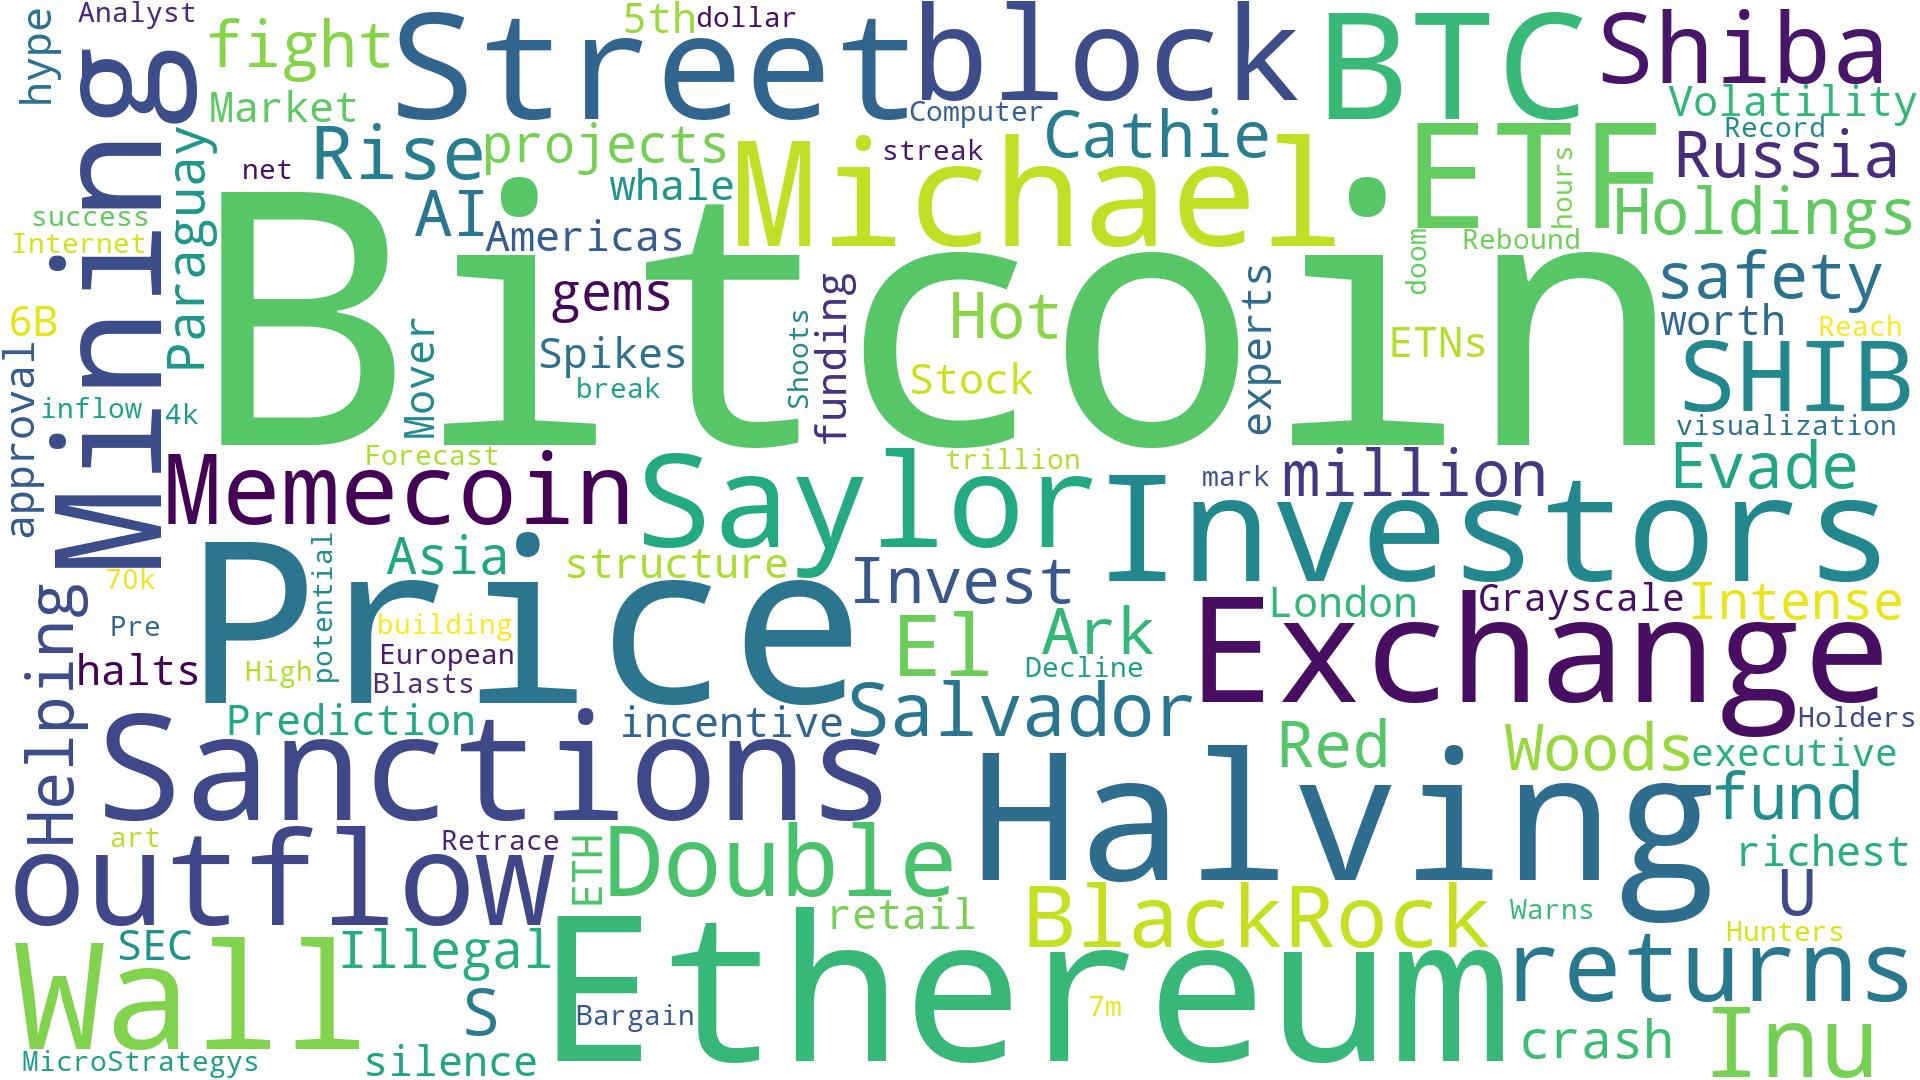 Analyst
hype
Mining
fight
Street
5th
dollar
block
BTC
Shiba
Market
Computer
Volatility
Record
Rise
projects
Michael
streak
Cathie
ETF
hours
Russia
Paraguay
net
AI
whale
Holdings
success
Internet
Americas
Bitcoin
doom
Rebound
gems
Hot
experts
safety
6B
Mover
Spikes
Shoots
funding
ETNs
worth
Reach
approval
inflow
4k
break
Stock
SHIB
visualization
Forecast
trillion
mark
million
Evade
Memecoin
Saylor
Investors
70k
potential
Asia
structure
Invest
London
Grayscale
Intense
Helping
Pre
Price
building
El
Ark
Exchange
halts
High
European
Blasts
Decline
Prediction
incentive
Salvador
Holders
Sanctions
Red
Woods
executive
Halving
fund
art
outflow
Retrace
ETH
Double
richest
U
SEC
Illegal
retail
BlackRock
Warns
Hunters
Wall
S
Bargain
Ethereum
7m
returns
MicroStrategys
silence
crash
Inu